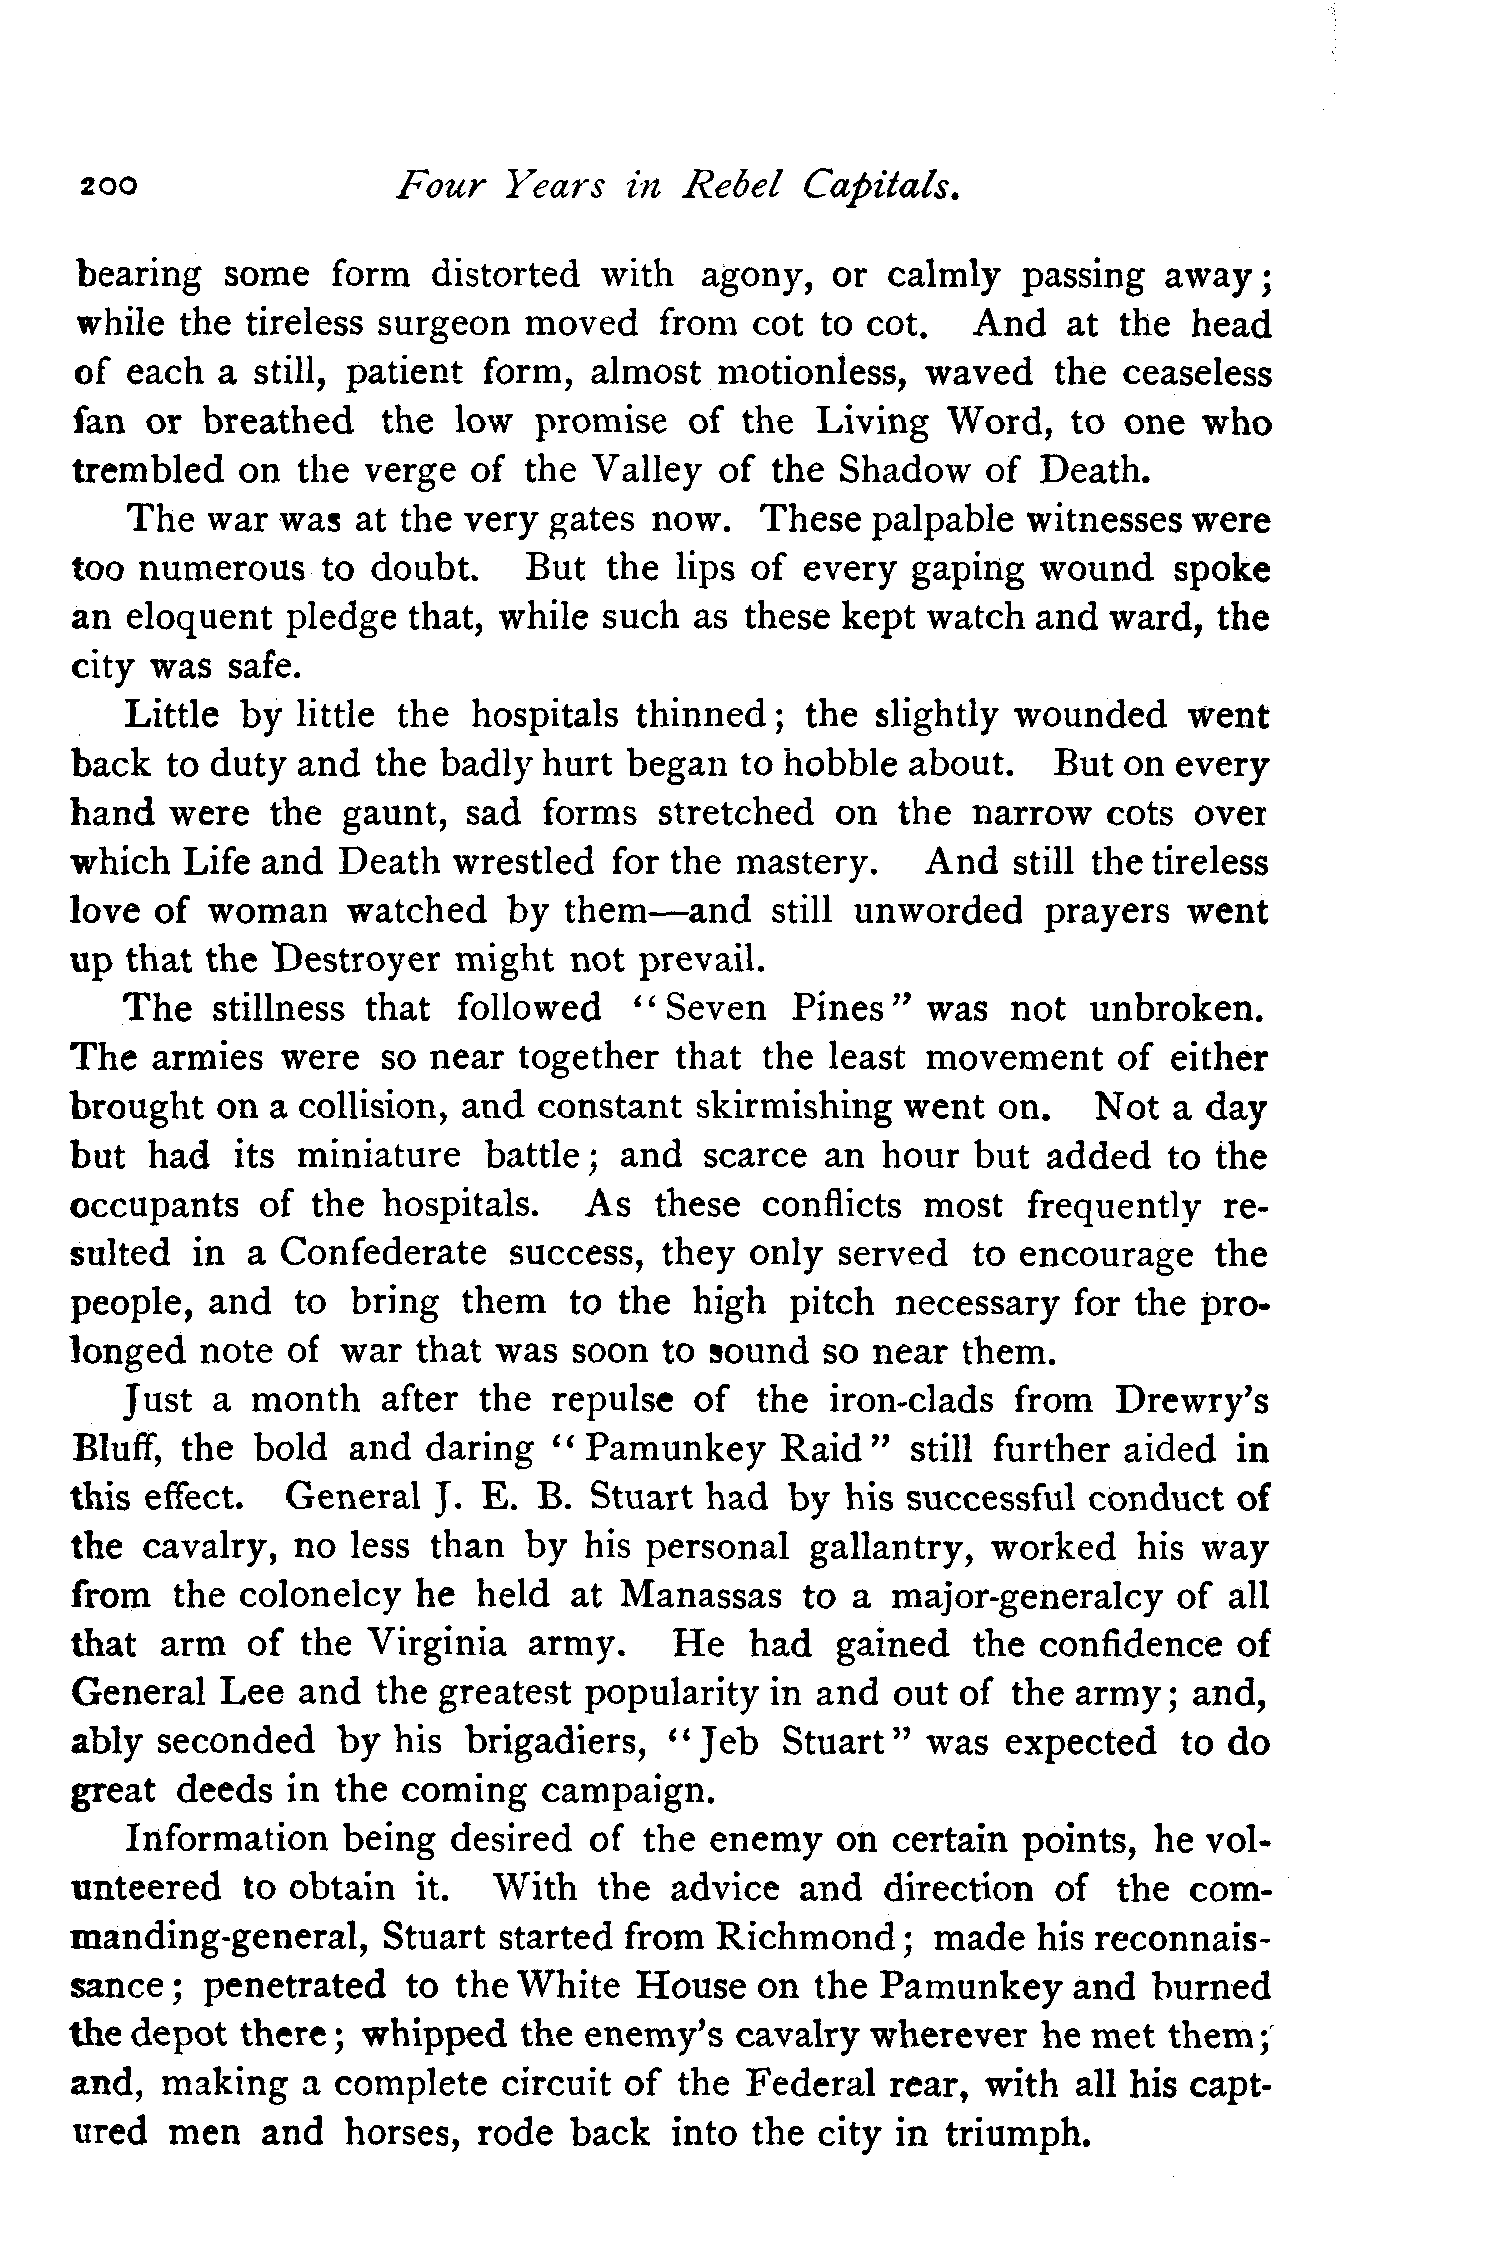 200 Four Years in Rebel Capitals.
bearing some form distorted with agony, or calmly passing away;
while the tireless surgeon moved from cot to cot. And at the head
of each a still, patient form, almost motionless, waved the ceaseless
fan or breathed the low promise of the Living Word, to one who
trembled on the verge of the Valley of the Shadow of Death.
The war was at the very gates now. These palpable witnesses were
too numerous to doubt. But the lips of every gaping wound spoke
an eloquent pledge that, while such as these kept watch and ward, the
city was safe.
Little by little the hospitals thinned; the slightly wounded went
back to duty and the badly hurt began to hobble about. But on every
hand were the gaunt, sad forms stretched on the narrow cots over
which Life and Death wrestled for the mastery. And still the tireless
love of woman watched by them—and still unworded prayers went
up that the Destroyer might not prevail.
The stillness that followed "Seven Pines" was not unbroken.
The armies were so near together that the least movement of either
brought on a collision, and constant skirmishing went on. Not a day
but had its miniature battle; and scarce an hour but added to the
occupants of the hospitals. As these conflicts most frequently re-
sulted in a Confederate success, they only served to encourage the
people, and to bring them to the high pitch necessary for the pro-
longed note of war that was soon to sound so near them.
Just a month after the repulse of the iron-clads from Drewry's
Bluff, the bold and daring "Pamunkey Raid" still further aided in
this effect. General J. E. B. Stuart had by his successful conduct of
the cavalry, no less than by his personal gallantry, worked his way
from the colonelcy he held at Manassas to a major-generalcy of all
that arm of the Virginia army. He had gained the confidence of
General Lee and the greatest popularity in and out of the army; and,
ably seconded by his brigadiers, "Jeb Stuart" was expected to do
great deeds in the coming campaign.
Information being desired of the enemy on certain points, he vol-
unteered to obtain it. With the advice and direction of the com-
manding-general, Stuart started from Richmond; made his reconnais-
sance; penetrated to the White House on the Pamunkey and burned
the depot there; whipped the enemy's cavalry wherever he met them;
and, making a complete circuit of the Federal rear, with all his capt-
ured men and horses, rode back into the city in triumph.